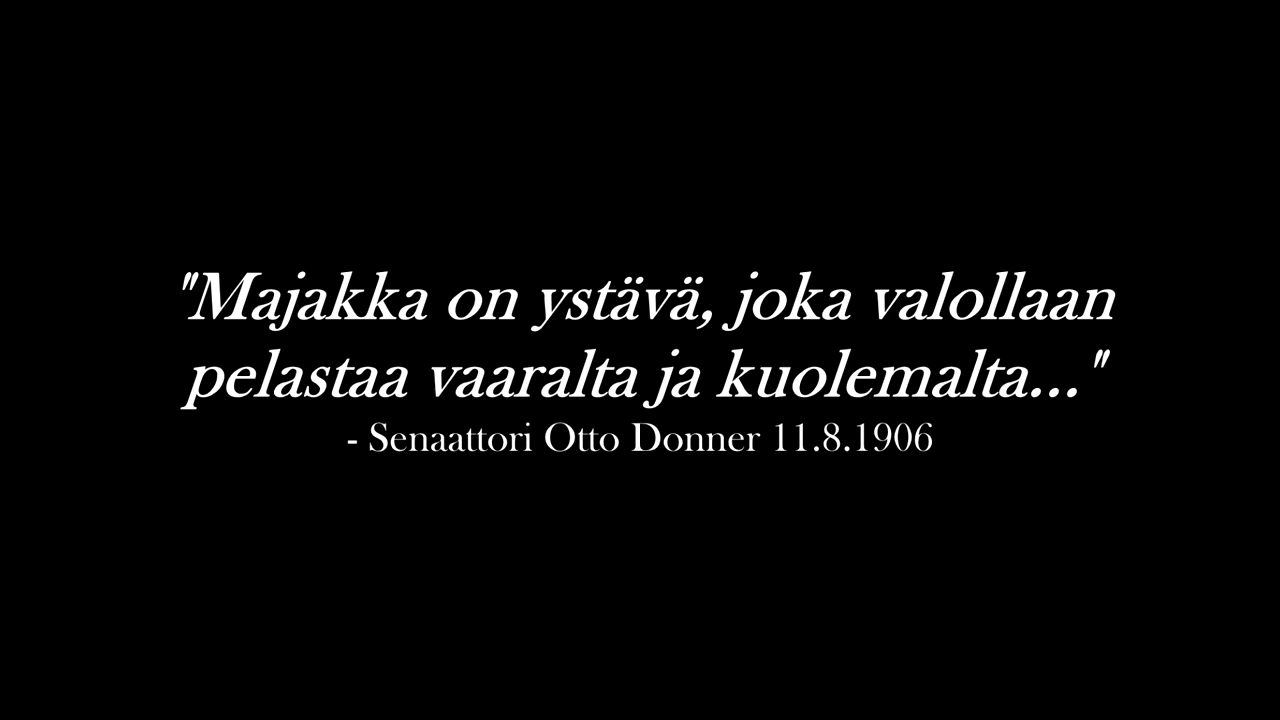 "Majakka on ystävä, joka valollaan
pelastaa vaaralta ja kuolemalta..."
- Senaattori Otto Donner 11.8.1906